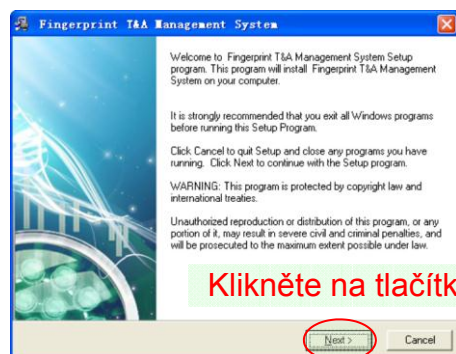 Fingerprint T&A Management System
Welcome to Fingerprint T&A Management System Setup
program. This program will install Fingerprint T&A Management
System on your computer.
It is strongly recommended that you exit all Windows programs
before running this Setup Program.
Click Cancel to quit Setup and close any programs you have
running. Click Next to continue with the Setup program.
WARNING: This program is protected by copyright law and
international treaties.
Unauthorized reproduction or distribution of this program, or any
portion of it, may result in severe civil and criminal penalties, and
will be prosecuted to the maximum extent possible under law.
Klikněte na tlačítk
Next >
Cancel